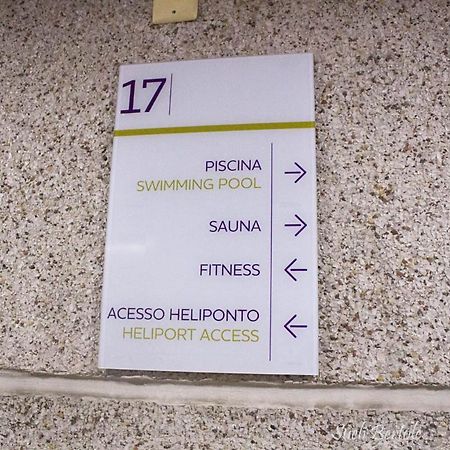 17
PISCINA
SWIMMING POOL
SAUNA
FITNESS
ACESSO HELIPONTO
HELIPORT ACCESS